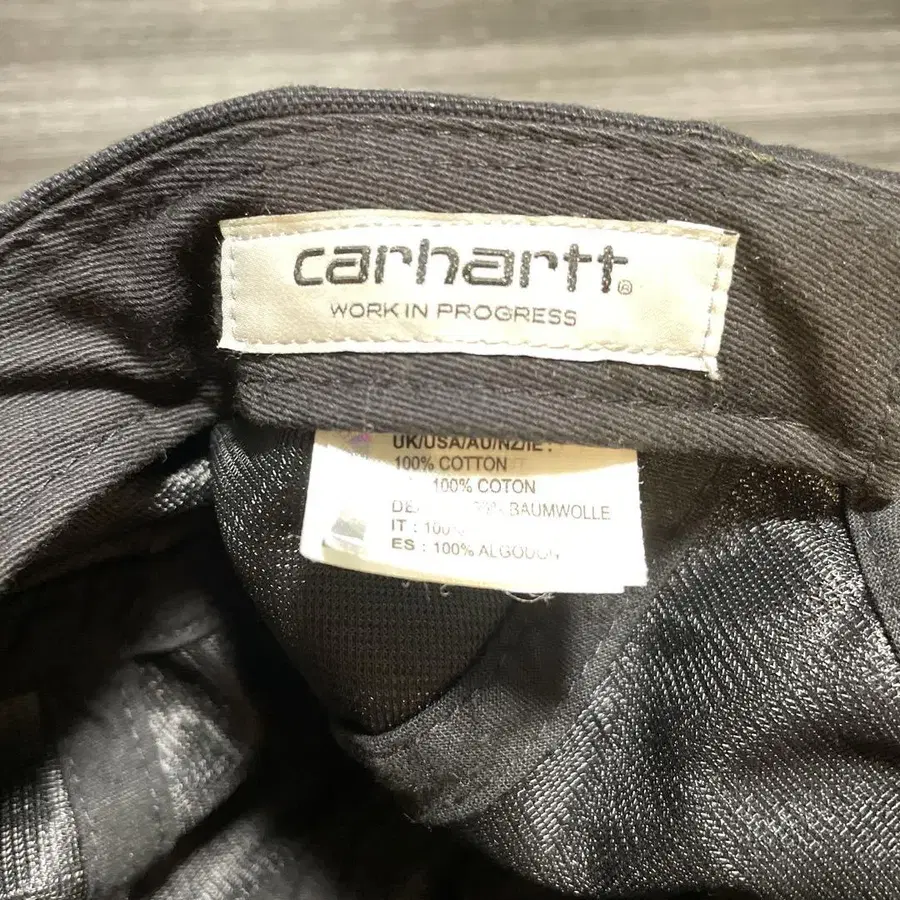 carhartt®
WORK IN PROGRESS
UK/USA/AU/NZ/IE:
100% COTTON
100% COTON
DE BAUMWOLLE
IT : 100%
ES : 100% ALGODON